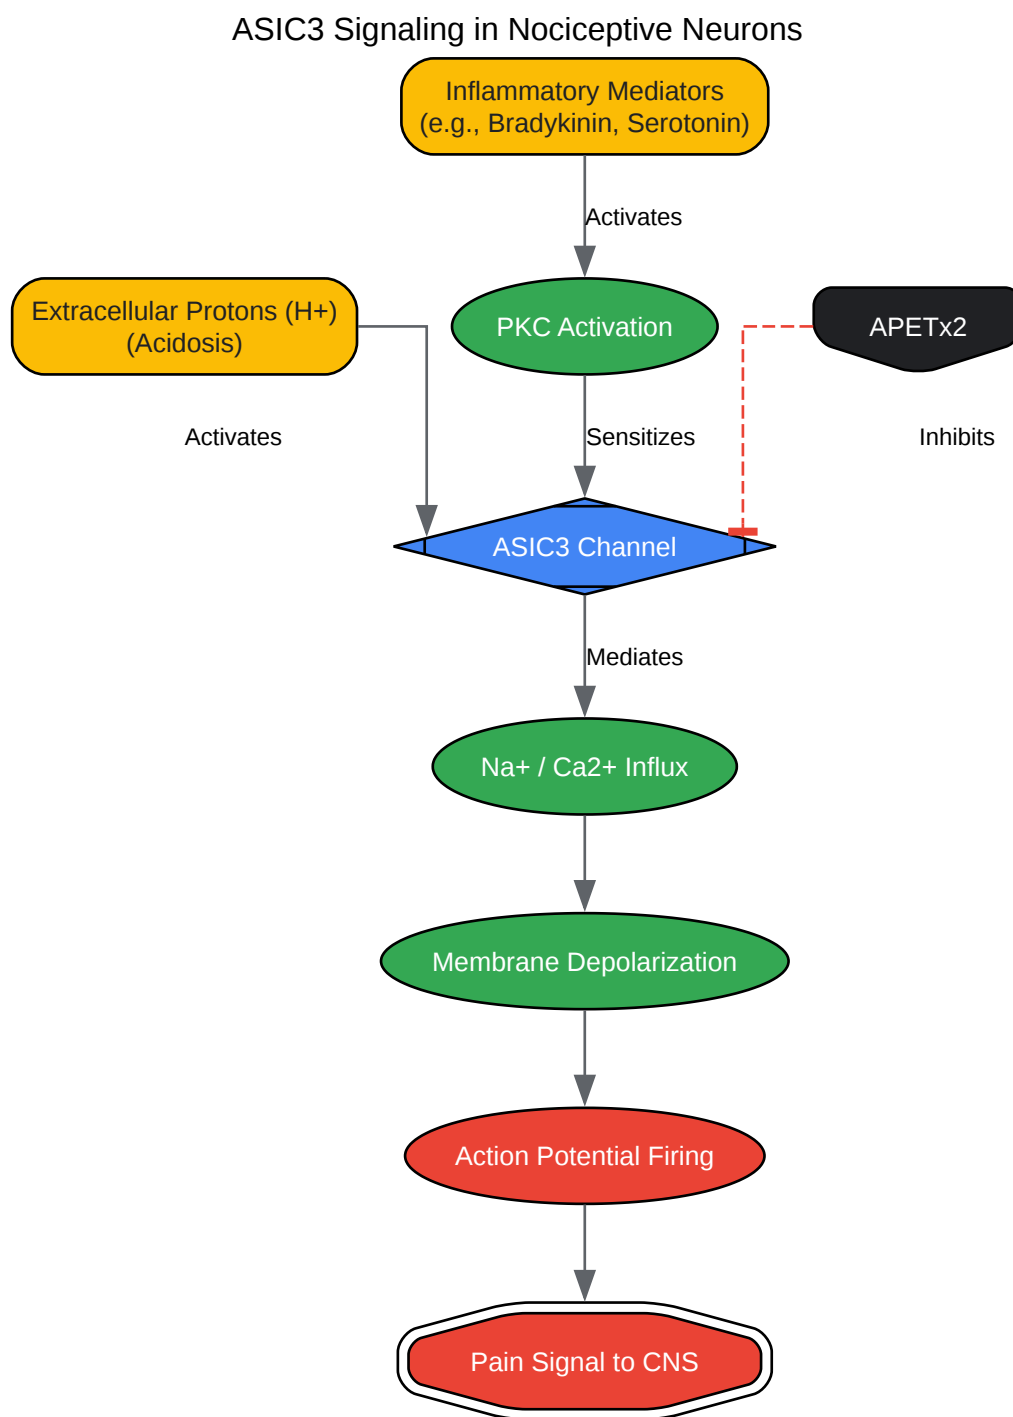 ASIC3 Signaling in Nociceptive Neurons
Inflammatory Mediators
(e.g., Bradykinin, Serotonin)
Activates
Extracellular Protons (H+)
(Acidosis)
PKC Activation
APETx2
Activates
Sensitizes
Inhibits
ASIC3 Channel
Mediates
Na+ / Ca2+ Influx
Membrane Depolarization
Action Potential Firing
Pain Signal to CNS